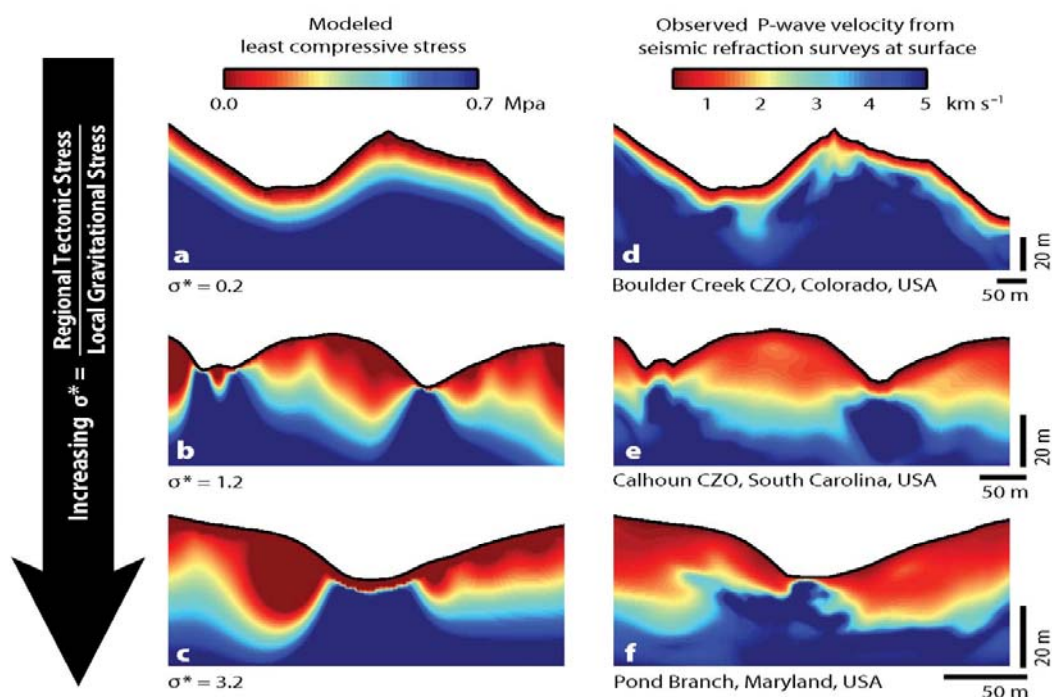 Modeled
least compressive stress
0.0
0.7 Mpa
Observed P-wave velocity from
seismic refraction surveys at surface
1 2 3 4 5 km s⁻¹
Increasing σ* = Regional Tectonic Stress
Local Gravitational Stress
a
σ* = 0.2
d
20 m
50 m
Boulder Creek CZO, Colorado, USA
b
σ* = 1.2
e
20 m
50 m
Calhoun CZO, South Carolina, USA
c
σ* = 3.2
f
20 m
50 m
Pond Branch, Maryland, USA